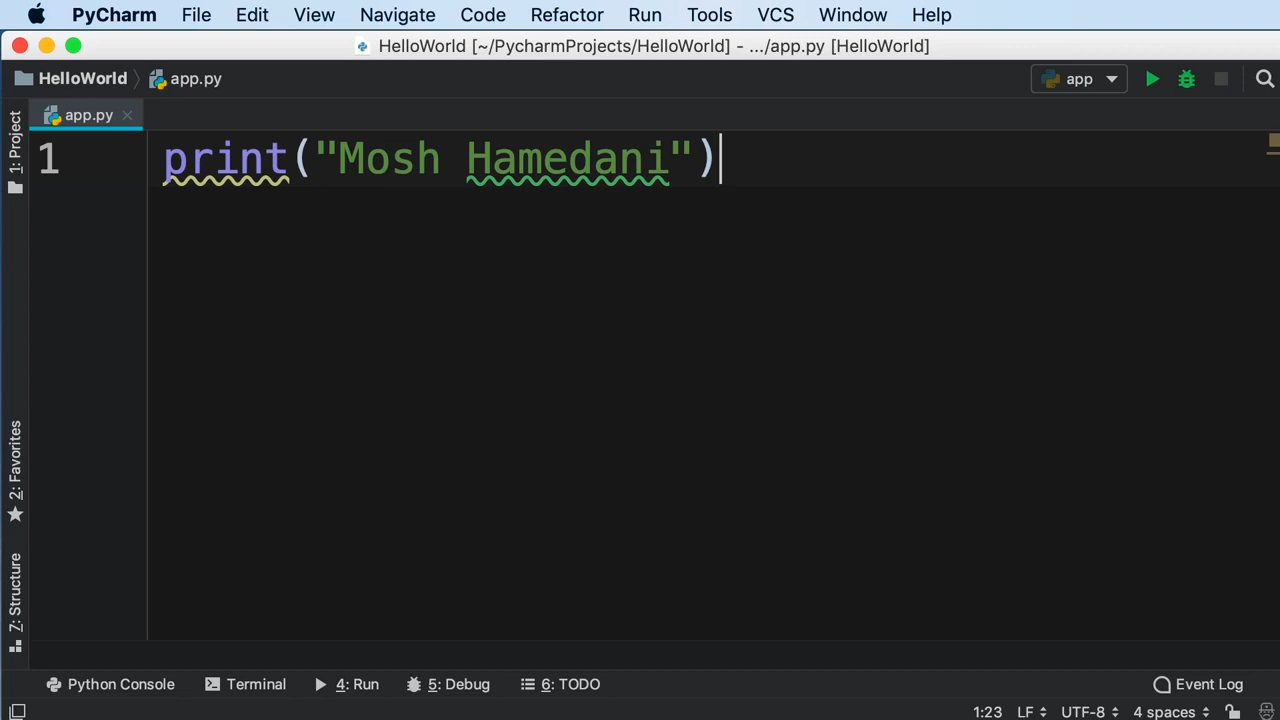 PyCharm File Edit View Navigate Code Refactor Run Tools VCS Window Help
HelloWorld [~/PycharmProjects/HelloWorld] - .../app.py [HelloWorld]
HelloWorld app.py app
app.py
1: Project
1 print("Mosh Hamedani")
2: Favorites
7: Structure
Python Console Terminal 4: Run 5: Debug 6: TODO Event Log
1:23 LF UTF-8 4 spaces